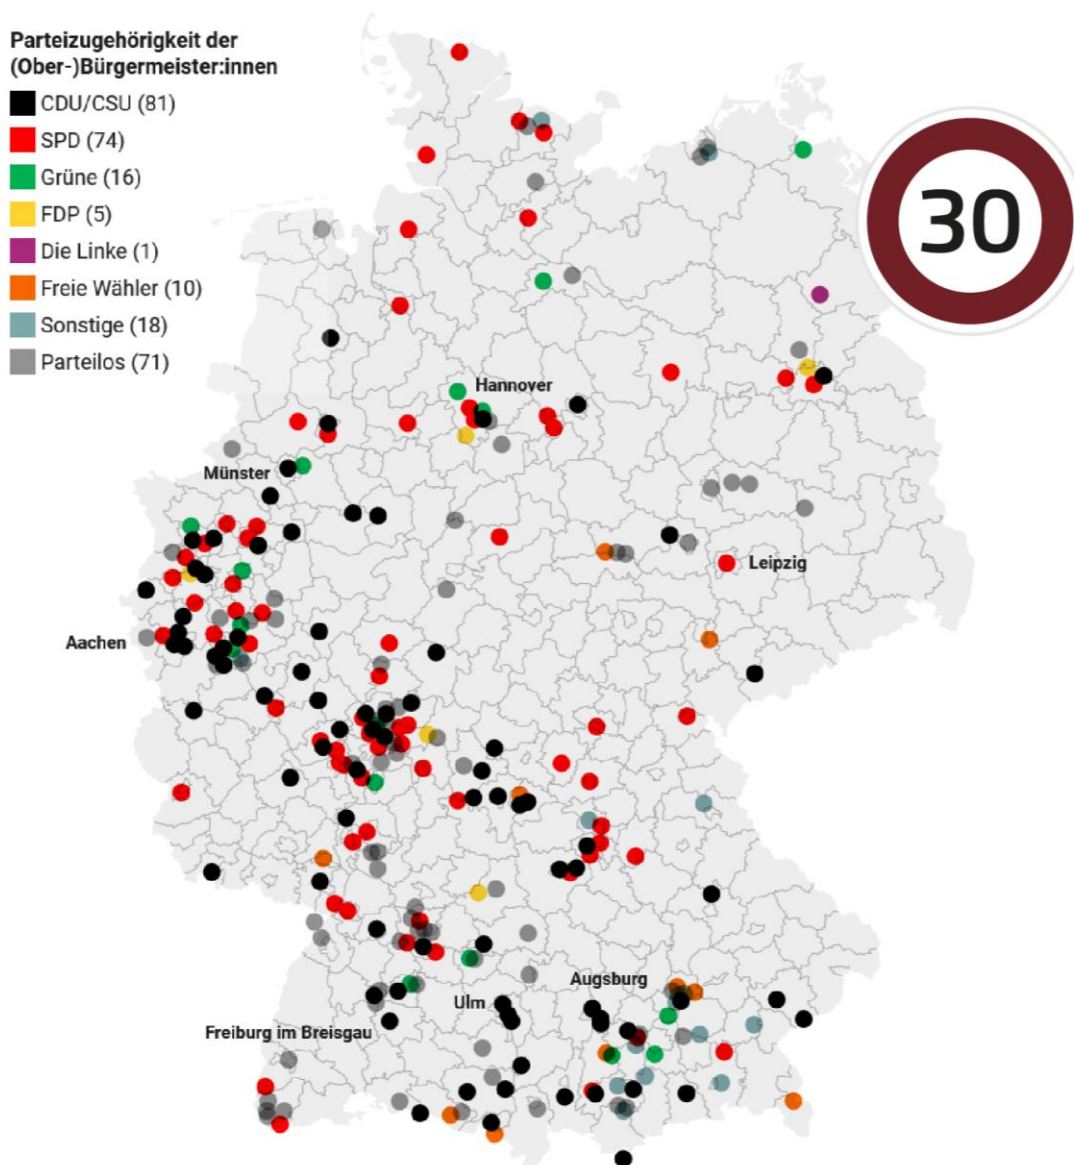 Parteizugehörigkeit der
(Ober-)Bürgermeister:innen
CDU/CSU (81)
SPD (74)
Grüne (16)
FDP (5)
Die Linke (1)
Freie Wähler (10)
Sonstige (18)
Parteilos (71)
30
Hannover
Münster
Leipzig
Aachen
Augsburg
Ulm
Freiburg im Breisgau